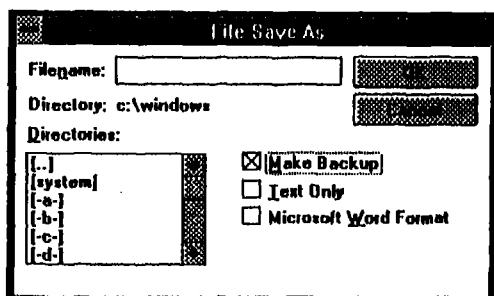 File Save As
Filename:
Directory: c:\windows
Directories:
[..]
[system]
[-a-]
[-b-]
[-c-]
[-d-]
Make Backup
Text Only
Microsoft Word Format